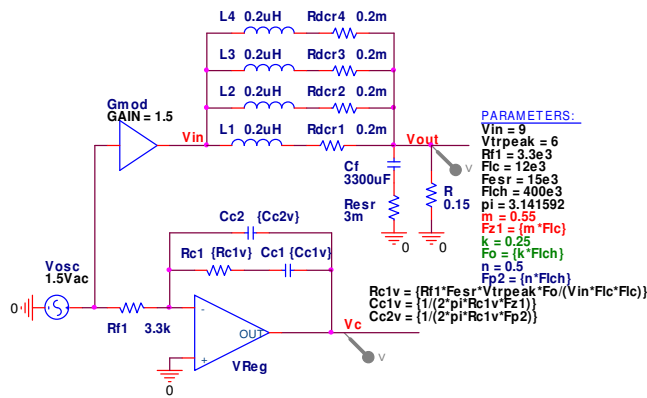 L4 0.2uH Rdcr4 0.2m
L3 0.2uH Rdcr3 0.2m
L2 0.2uH Rdcr2 0.2m
L1 0.2uH Rdcr1 0.2m
Gmod
GAIN = 1.5
Vin
Vout
V
Cf
3300uF
Resr
3m
R
0.15
0
0
PARAMETERS:
Vin = 9
Vtrpeak = 6
Rf1 = 3.3e3
Flc = 12e3
Fesr = 15e3
Flch = 400e3
pi = 3.141592
m = 0.55
Fz1 = {m*Flc}
k = 0.25
Fo = {k*Flch}
n = 0.5
Fp2 = {n*Flch}
Rc1v = {Rf1*Fesr*Vtrpeak*Fo/(Vin*Flc*Flc)}
Cc1v = {1/(2*pi*Rc1v*Fz1)}
Cc2v = {1/(2*pi*Rc1v*Fp2)}
Cc2 {Cc2v}
Rc1 {Rc1v} Cc1 {Cc1v}
Vosc
1.5Vac
0
Rf1 3.3k
-
+
OUT
VReg
Vc
V
0